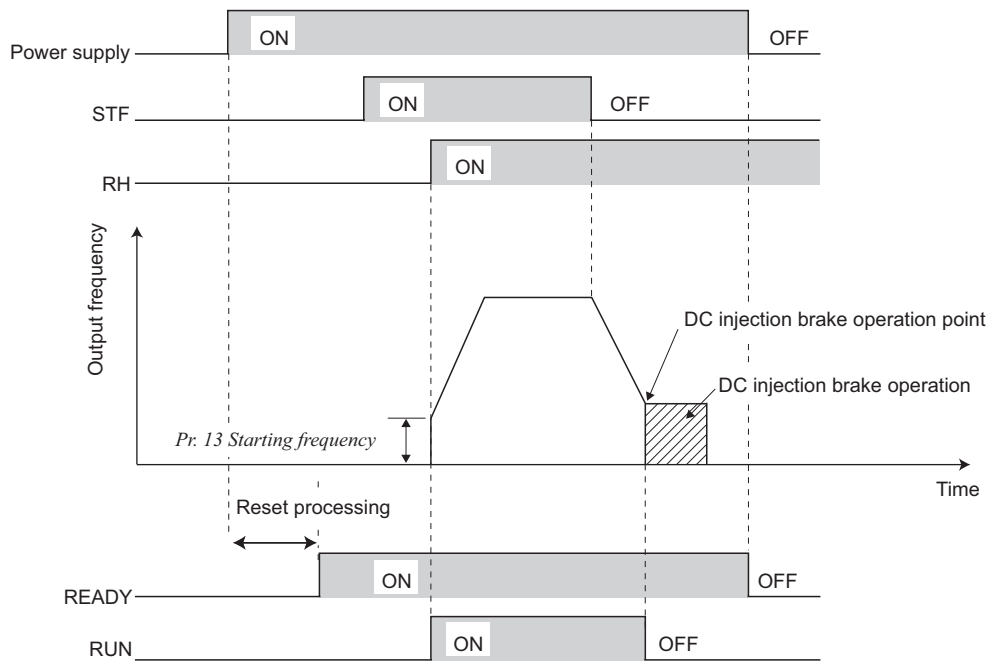 Power supply
ON
OFF
STF
ON
OFF
RH
ON
Output frequency
DC injection brake operation point
DC injection brake operation
Pr. 13 Starting frequency
Time
Reset processing
READY
ON
OFF
RUN
ON
OFF